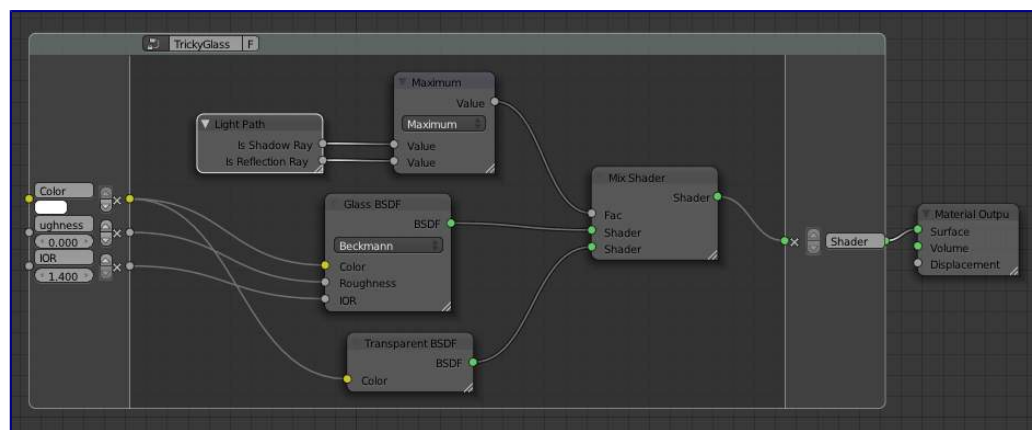 TrickyGlass F
Maximum
Value
Maximum
Value
Value
Light Path
Is Shadow Ray
Is Reflection Ray
Color
ughness
0.000
IOR
1.400
Glass BSDF
BSDF
Beckmann
Color
Roughness
IOR
Transparent BSDF
BSDF
Color
Mix Shader
Shader
Fac
Shader
Shader
Shader
Material Outpu
Surface
Volume
Displacement